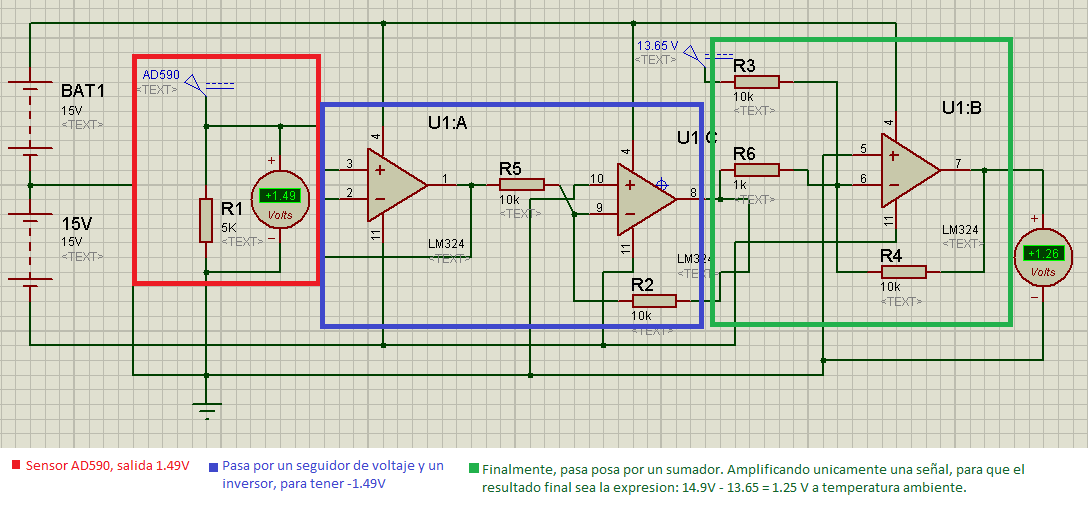 13.65 V
<TEXT>
AD590
<TEXT>
BAT1
15V
<TEXT>
15V
15V
<TEXT>
+
+1.49
Volts
R1
5K
<TEXT>
U1:A
4
3
2
1
11
LM324
<TEXT>
R5
10k
<TEXT>
U1:C
4
10
9
8
11
LM324
<TEXT>
R2
10k
<TEXT>
R3
10k
<TEXT>
R6
1k
<TEXT>
U1:B
4
5
6
7
11
LM324
<TEXT>
R4
10k
<TEXT>
+
+1.26
Volts
Sensor AD590, salida 1.49V
Pasa por un seguidor de voltaje y un
inversor, para tener -1.49V
Finalmente, pasa posa por un sumador. Amplificando unicamente una señal, para que el
resultado final sea la expresion: 14.9V - 13.65 = 1.25 V a temperatura ambiente.